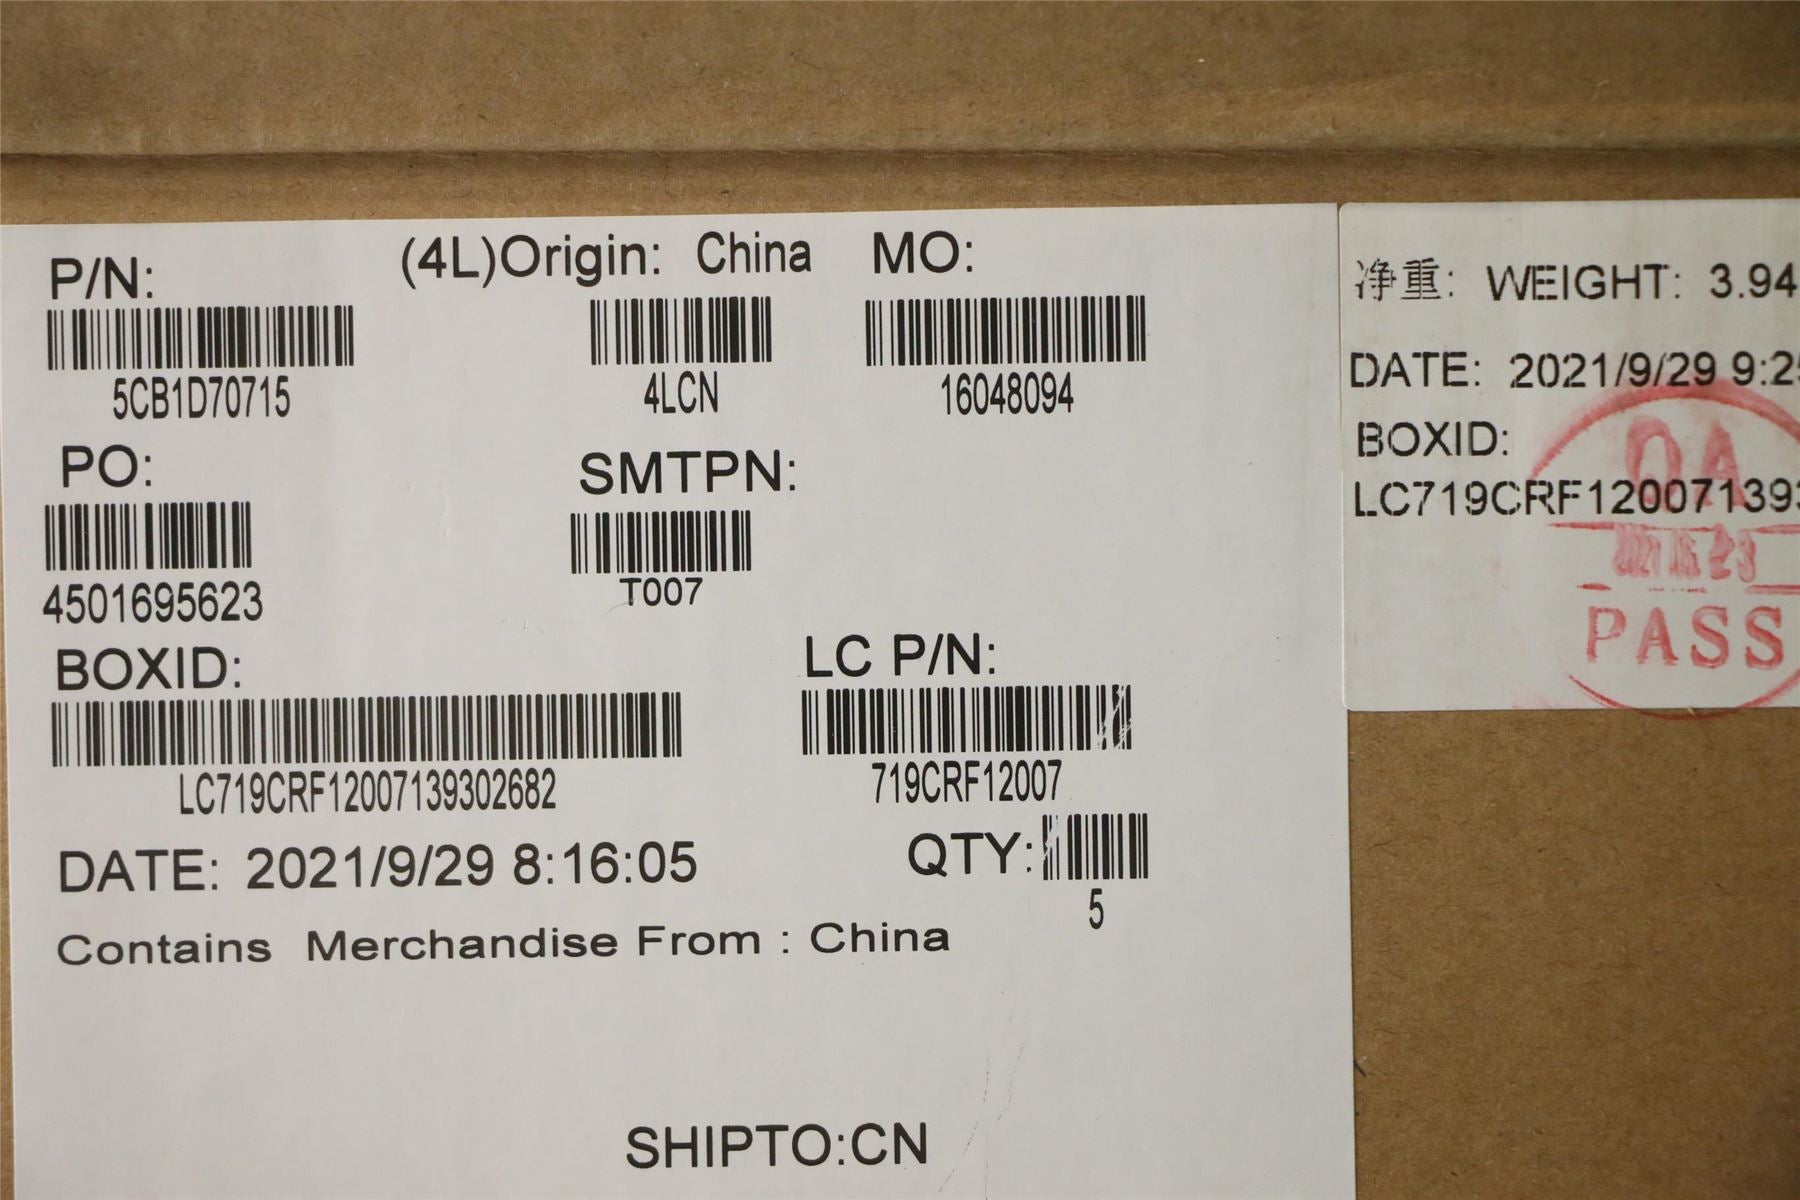 P/N: (4L)Origin: China MO:
5CB1D70715 4LCN 16048094
PO: SMTPN:
4501695623 T007
BOXID: LC P/N:
LC719CRF12007139302682 719CRF12007
DATE: 2021/9/29 8:16:05 QTY:
5
Contains Merchandise From : China
SHIPTO:CN
净重: WEIGHT: 3.94
DATE: 2021/9/29 9:2
BOXID:
LC719CRF120071393
QA
PASS